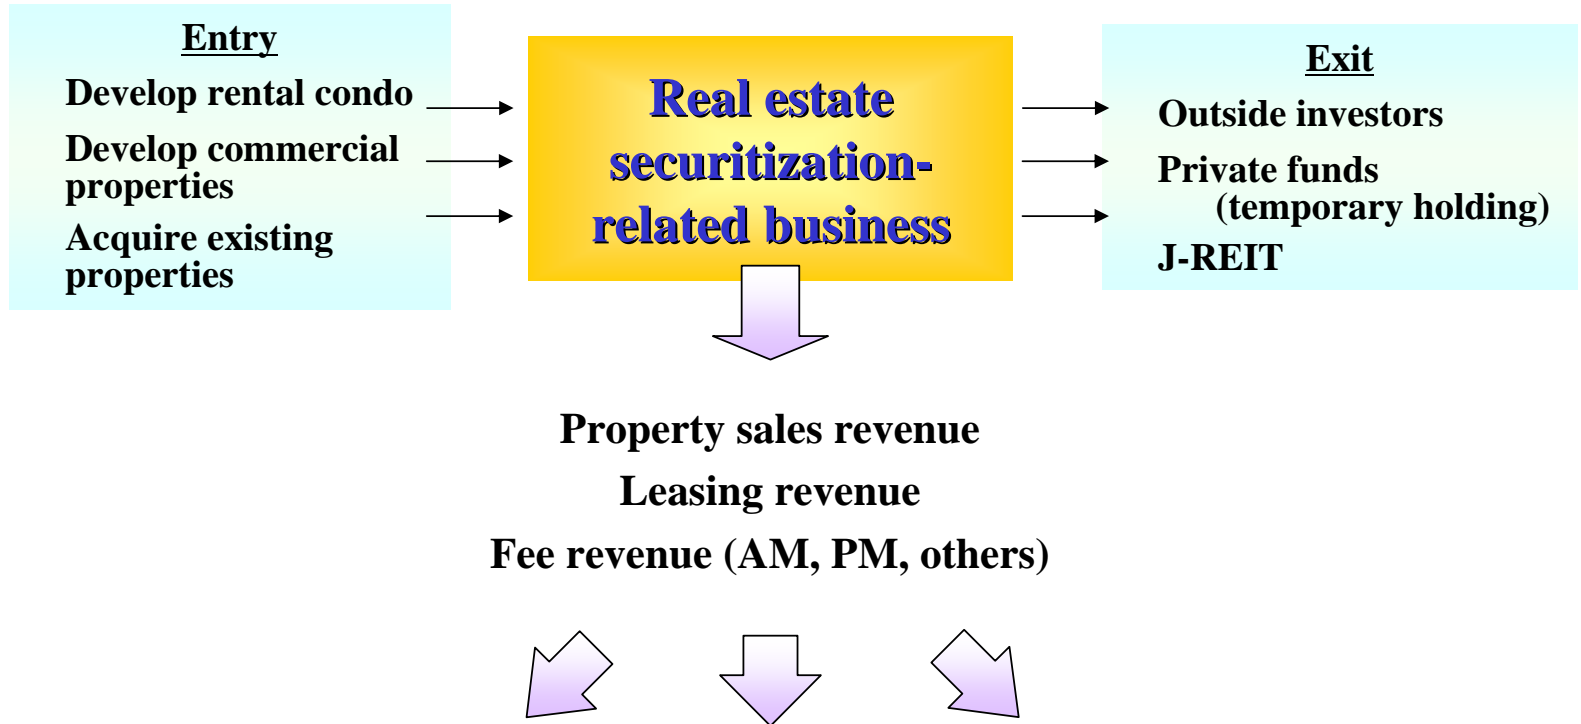 Entry
Develop rental condo
Develop commercial
properties
Acquire existing
properties
Real estate
securitization-
related business
Exit
Outside investors
Private funds
(temporary holding)
J-REIT
Property sales revenue
Leasing revenue
Fee revenue (AM, PM, others)